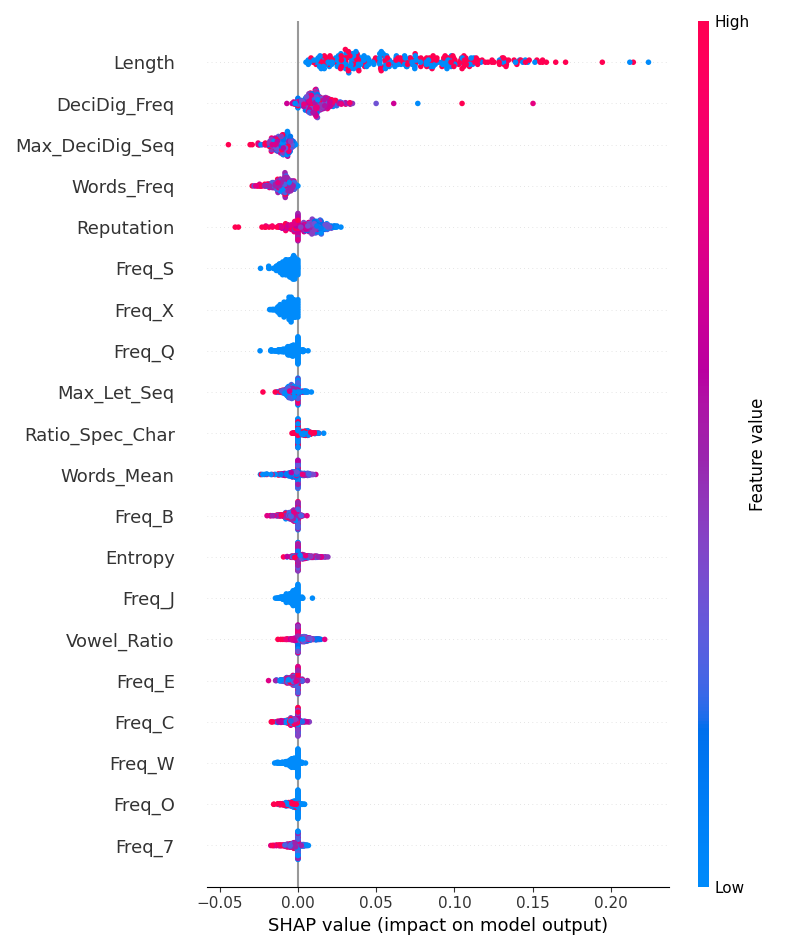 High
Length
DeciDig_Freq
Max_DeciDig_Seq
Words_Freq
Reputation
Freq_S
Freq_X
Freq_Q
Max_Let_Seq
Ratio_Spec_Char
Words_Mean
Freq_B
Entropy
Freq_J
Vowel_Ratio
Freq_E
Freq_C
Freq_W
Freq_O
Freq_7
Feature value
Low
−0.05 0.00 0.05 0.10 0.15 0.20
SHAP value (impact on model output)